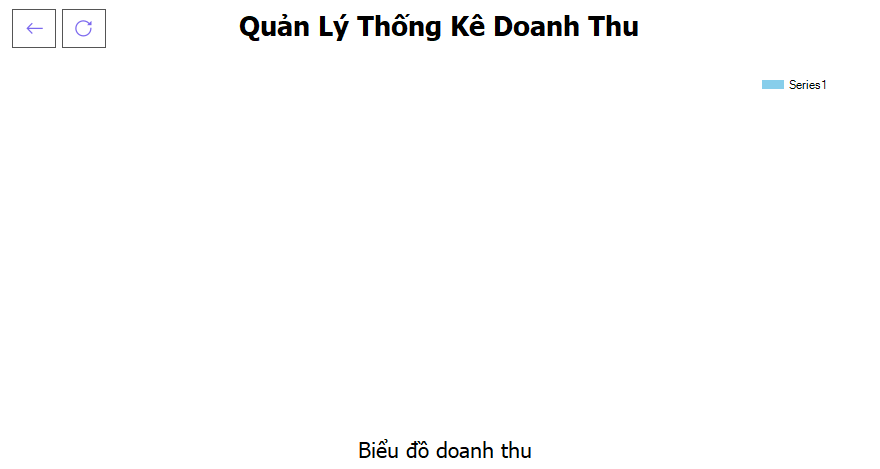 Quản Lý Thống Kê Doanh Thu
Series1
Biểu đồ doanh thu